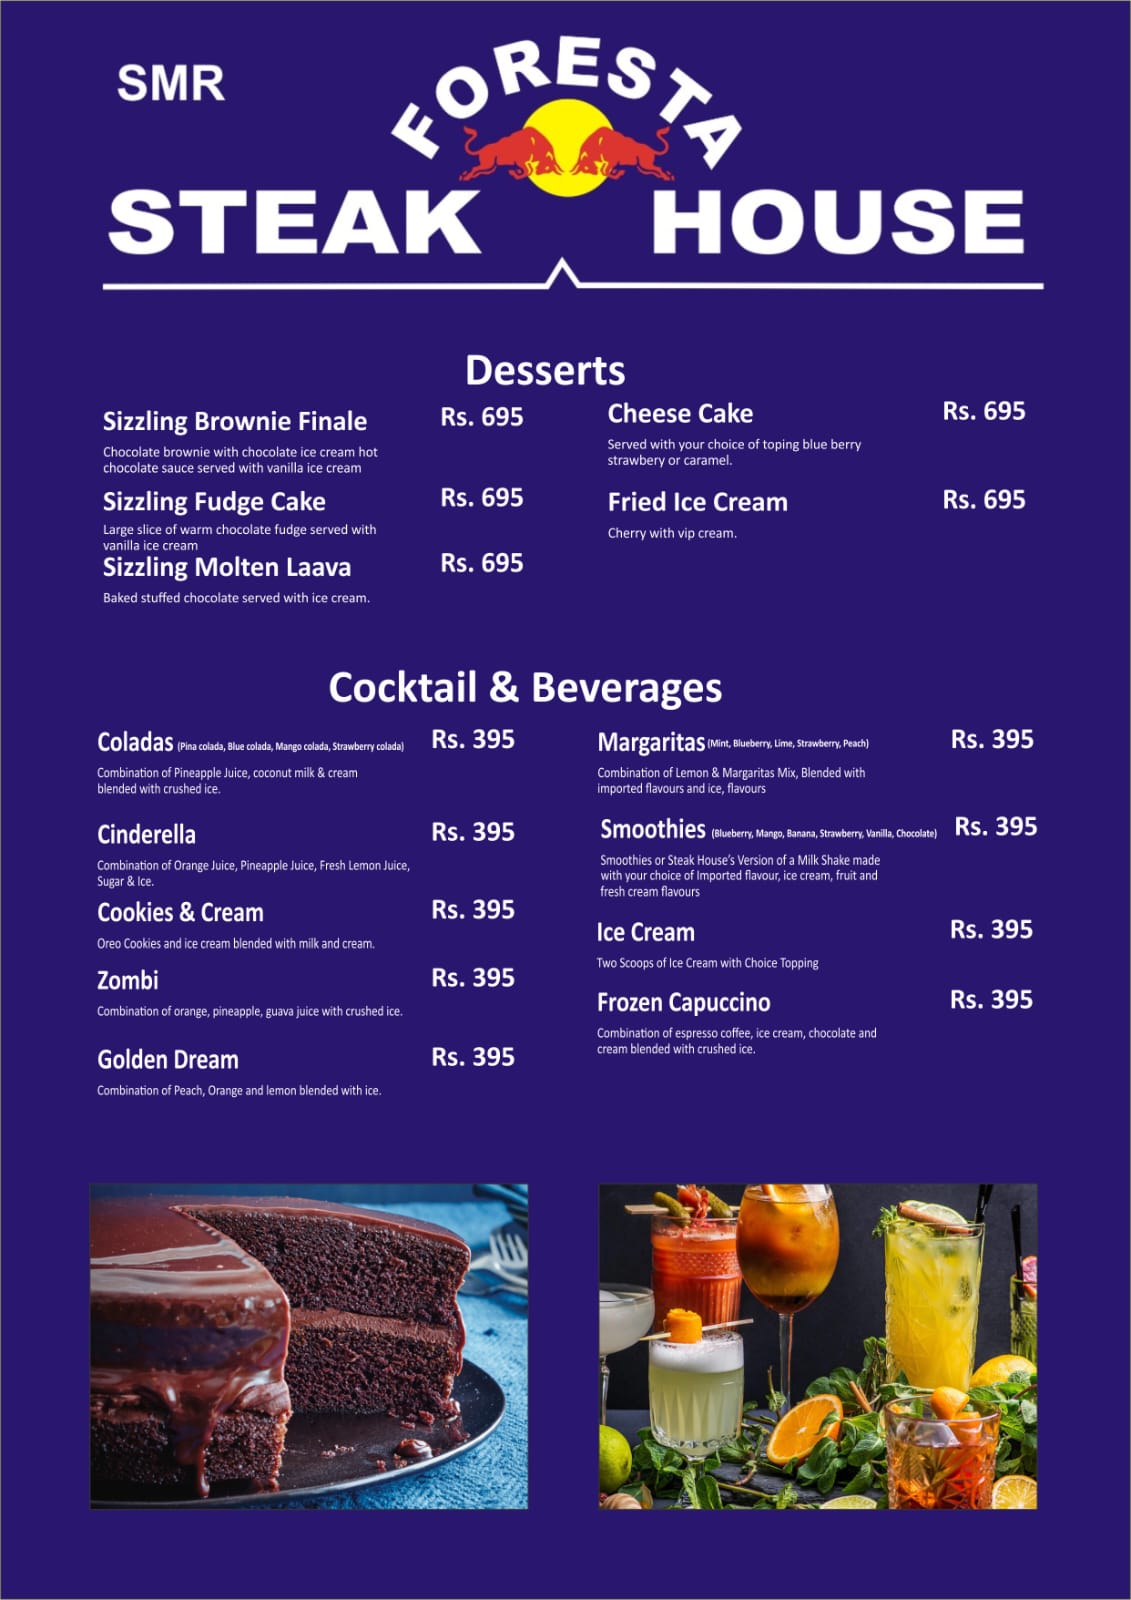 SMR
FORESTA
STEAK HOUSE
Desserts
Sizzling Brownie Finale Rs. 695
Chocolate brownie with chocolate ice cream hot
chocolate sauce served with vanilla ice cream
Sizzling Fudge Cake Rs. 695
Large slice of warm chocolate fudge served with
vanilla ice cream
Sizzling Molten Laava Rs. 695
Baked stuffed chocolate served with ice cream.
Cheese Cake Rs. 695
Served with your choice of toping blue berry
strawbery or caramel.
Fried Ice Cream Rs. 695
Cherry with vip cream.
Cocktail & Beverages
Coladas (Pina colada, Blue colada, Mango colada, Strawberry colada) Rs. 395
Combination of Pineapple Juice, coconut milk & cream
blended with crushed ice.
Cinderella Rs. 395
Combination of Orange Juice, Pineapple Juice, Fresh Lemon Juice,
Sugar & Ice.
Cookies & Cream Rs. 395
Oreo Cookies and ice cream blended with milk and cream.
Zombi Rs. 395
Combination of orange, pineapple, guava juice with crushed ice.
Golden Dream Rs. 395
Combination of Peach, Orange and lemon blended with ice.
Margaritas (Mint, Blueberry, Lime, Strawberry, Peach) Rs. 395
Combination of Lemon & Margaritas Mix, Blended with
imported flavours and ice, flavours
Smoothies (Blueberry, Mango, Banana, Strawberry, Vanilla, Chocolate) Rs. 395
Smoothies or Steak House's Version of a Milk Shake made
with your choice of Imported flavour, ice cream, fruit and
fresh cream flavours
Ice Cream Rs. 395
Two Scoops of Ice Cream with Choice Topping
Frozen Capuccino Rs. 395
Combination of espresso coffee, ice cream, chocolate and
cream blended with crushed ice.